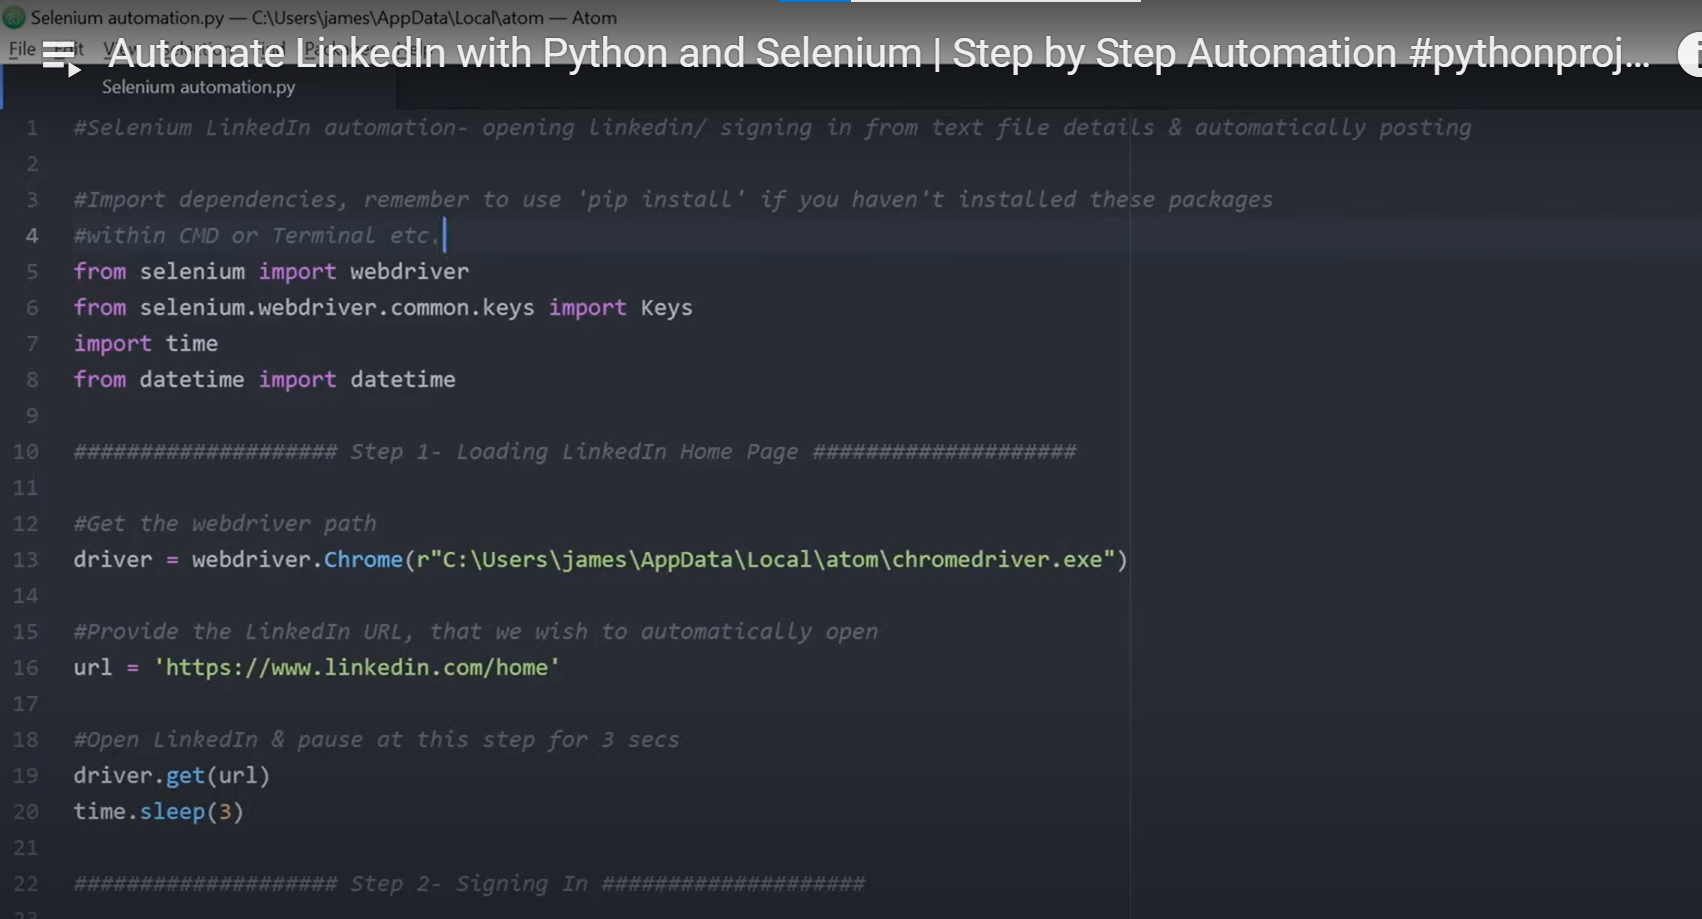 Selenium automation.py — C:\Users\james\AppData\Local\atom — Atom
File
Automate LinkedIn with Python and Selenium | Step by Step Automation #pythonproj...
Selenium automation.py
1 #Selenium LinkedIn automation- opening linkedin/ signing in from text file details & automatically posting
2
3 #Import dependencies, remember to use 'pip install' if you haven't installed these packages
4 #within CMD or Terminal etc.
5 from selenium import webdriver
6 from selenium.webdriver.common.keys import Keys
7 import time
8 from datetime import datetime
9
10 #################### Step 1- Loading LinkedIn Home Page ####################
11
12 #Get the webdriver path
13 driver = webdriver.Chrome(r"C:\Users\james\AppData\Local\atom\chromedriver.exe")
14
15 #Provide the LinkedIn URL, that we wish to automatically open
16 url = 'https://www.linkedin.com/home'
17
18 #Open LinkedIn & pause at this step for 3 secs
19 driver.get(url)
20 time.sleep(3)
21
22 #################### Step 2- Signing In ####################
23